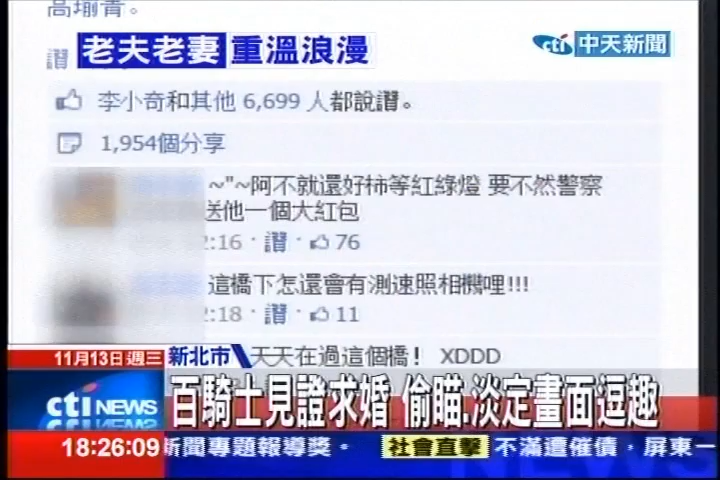 高瑜青。
讚
老夫老妻 重溫浪漫
cti 中天新聞
李小奇和其他 6,699 人都說讚。
1,954個分享
~"~阿不就還好柿等紅綠燈 要不然警察
送他一個大紅包
2:16 · 讚 · 76
這橋下怎還會有測速照相機哩!!!
2:18 · 讚 · 11
天天在過這個橋! XDDD
11月13日週三 新北市
cti NEWS
百騎士見證求婚 偷瞄.淡定畫面逗趣
18:26:09 新聞專題報導獎。 社會直擊 不滿遭催債，屏東一